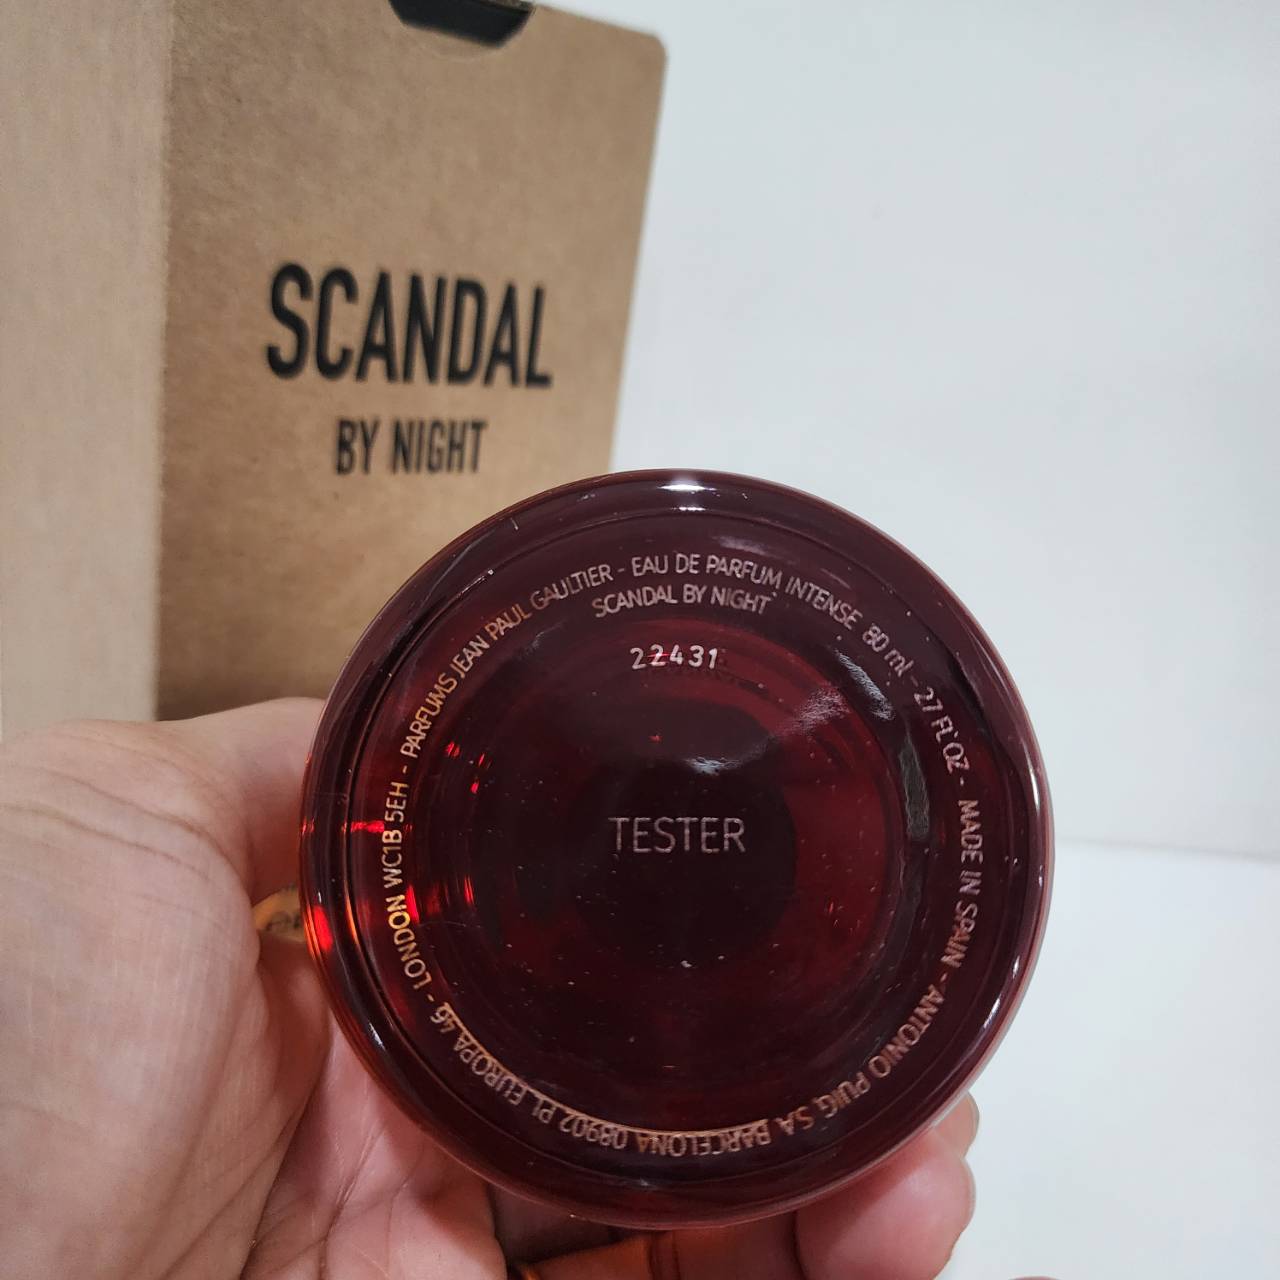 SCANDAL
BY NIGHT
PARFUMS JEAN PAUL GAULTIER - EAU DE PARFUM INTENSE 80 ml - 2.7 FL'OZ - MADE IN SPAIN - ANTONIO PUIG, SA BARCELONA 08902 Pl. EUROPA 46 - LONDON WC1B 5EH -
SCANDAL BY NIGHT
22431
TESTER